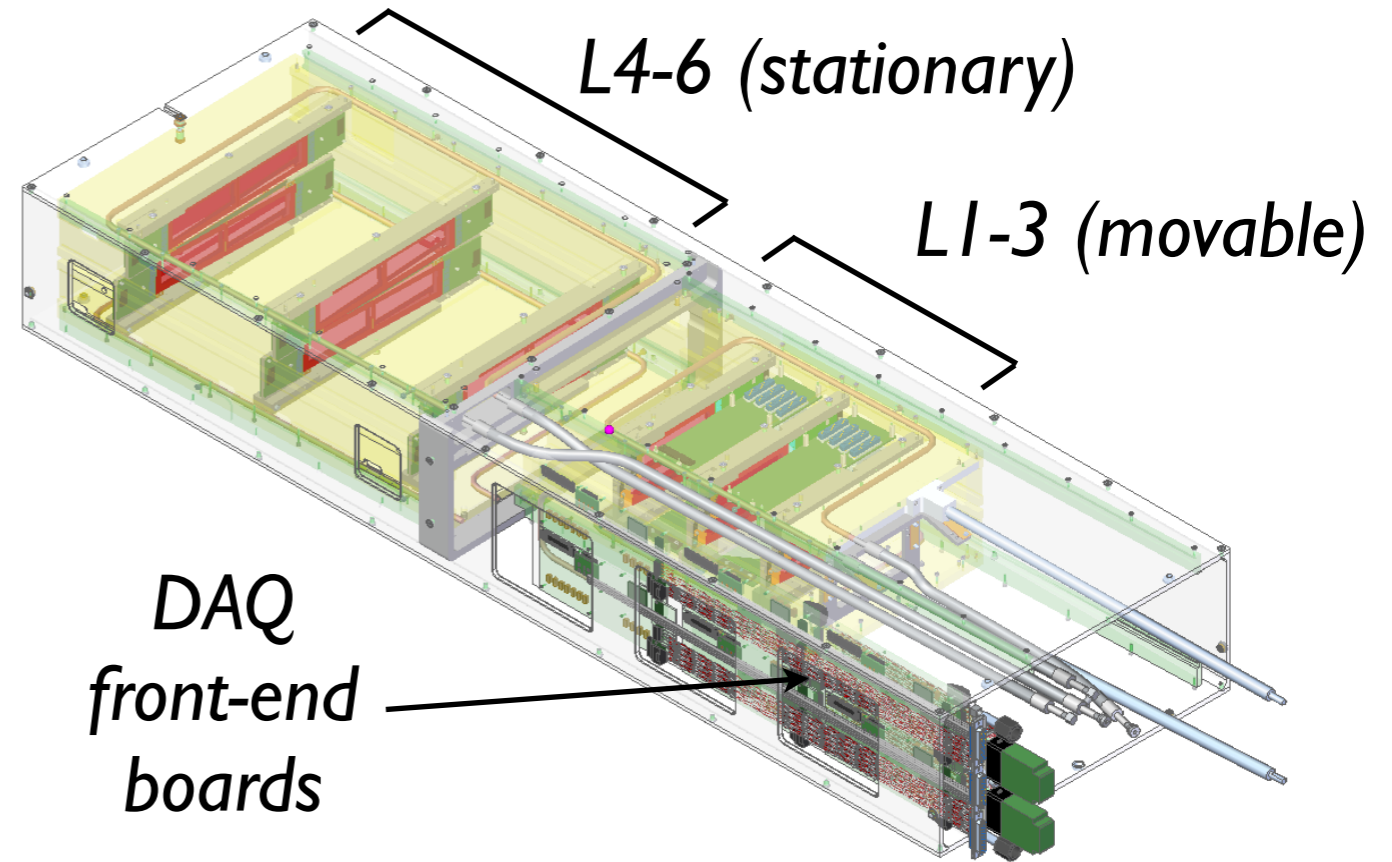 L4-6 (stationary)
L1-3 (movable)
DAQ
front-end
boards